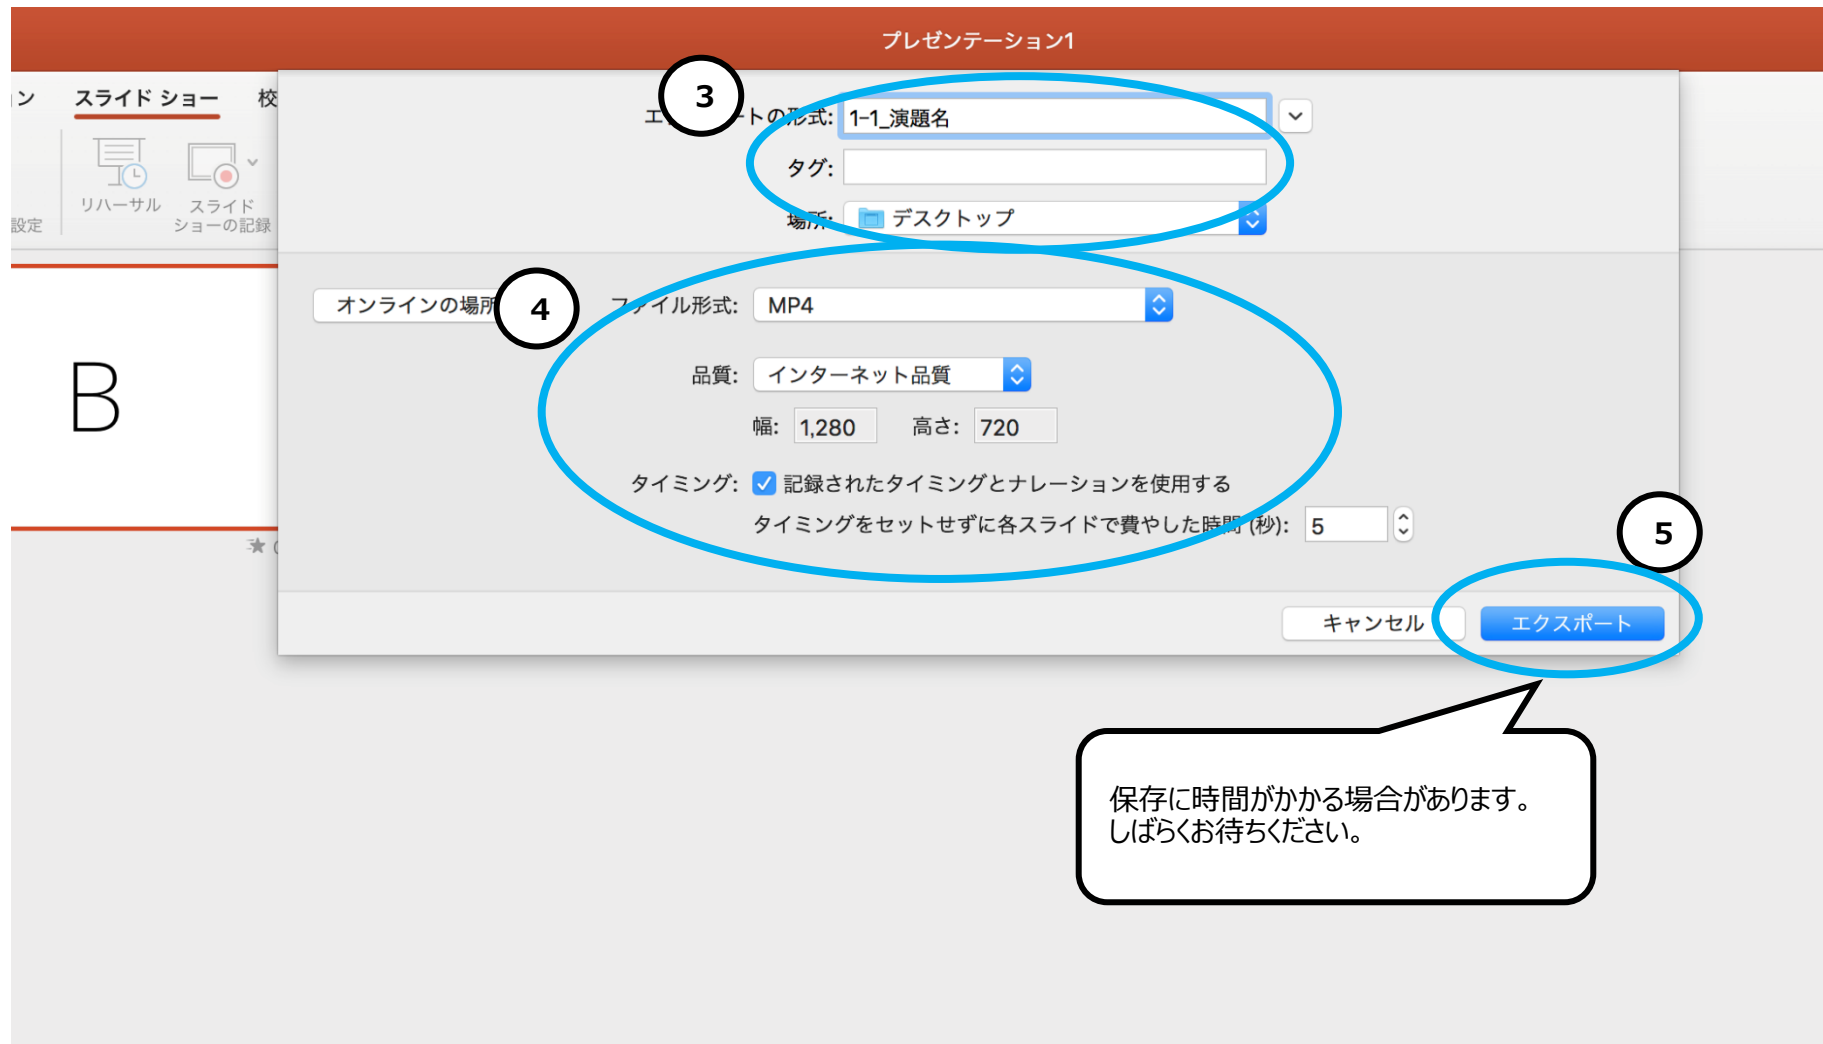 プレゼンテーション1
ョン スライド ショー 校
3
エ ートの形式: 1-1_演題名
タグ:
リハーサル
スライド
ショーの記録
設定
場所: デスクトップ
オンラインの場所
4
ファイル形式: MP4
B
品質: インターネット品質
幅: 1,280 高さ: 720
タイミング: 記録されたタイミングとナレーションを使用する
タイミングをセットせずに各スライドで費やした時間 (秒): 5
5
キャンセル エクスポート
保存に時間がかかる場合があります。
しばらくお待ちください。